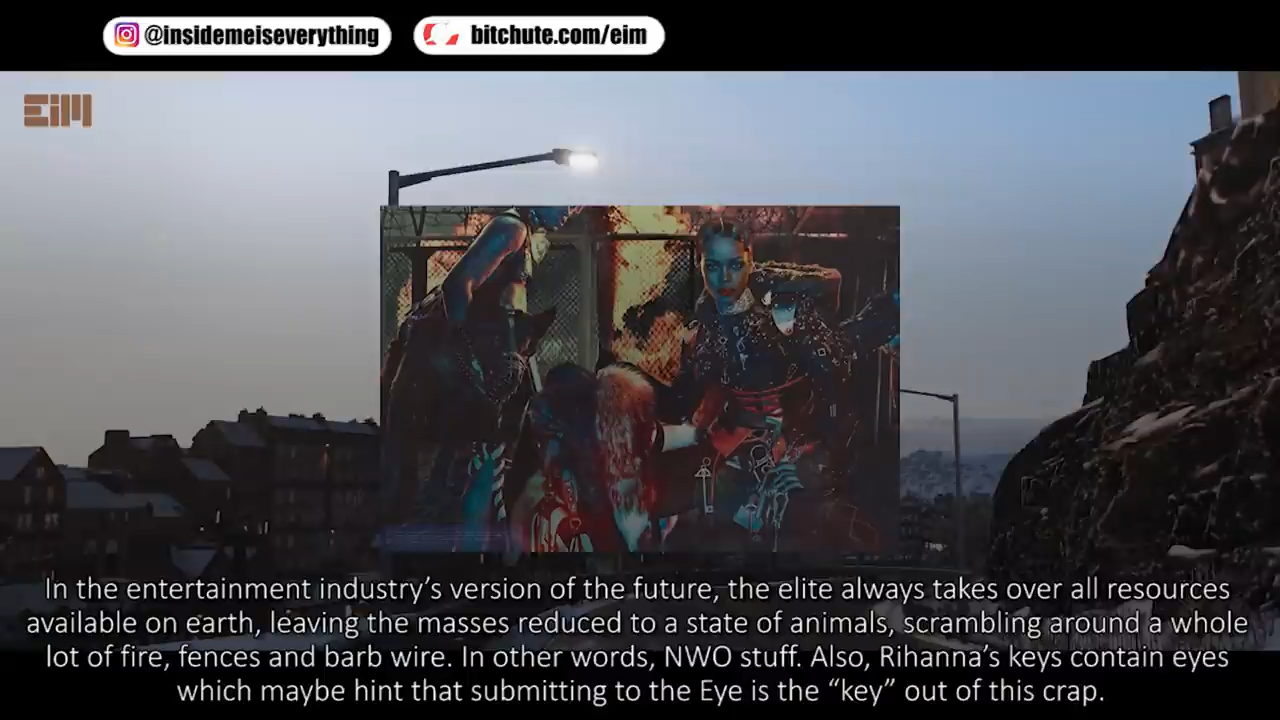 @insidemeiseverything
bitchute.com/eim
EiM
In the entertainment industry’s version of the future, the elite always takes over all resources
available on earth, leaving the masses reduced to a state of animals, scrambling around a whole
lot of fire, fences and barb wire. In other words, NWO stuff. Also, Rihanna’s keys contain eyes
which maybe hint that submitting to the Eye is the “key” out of this crap.